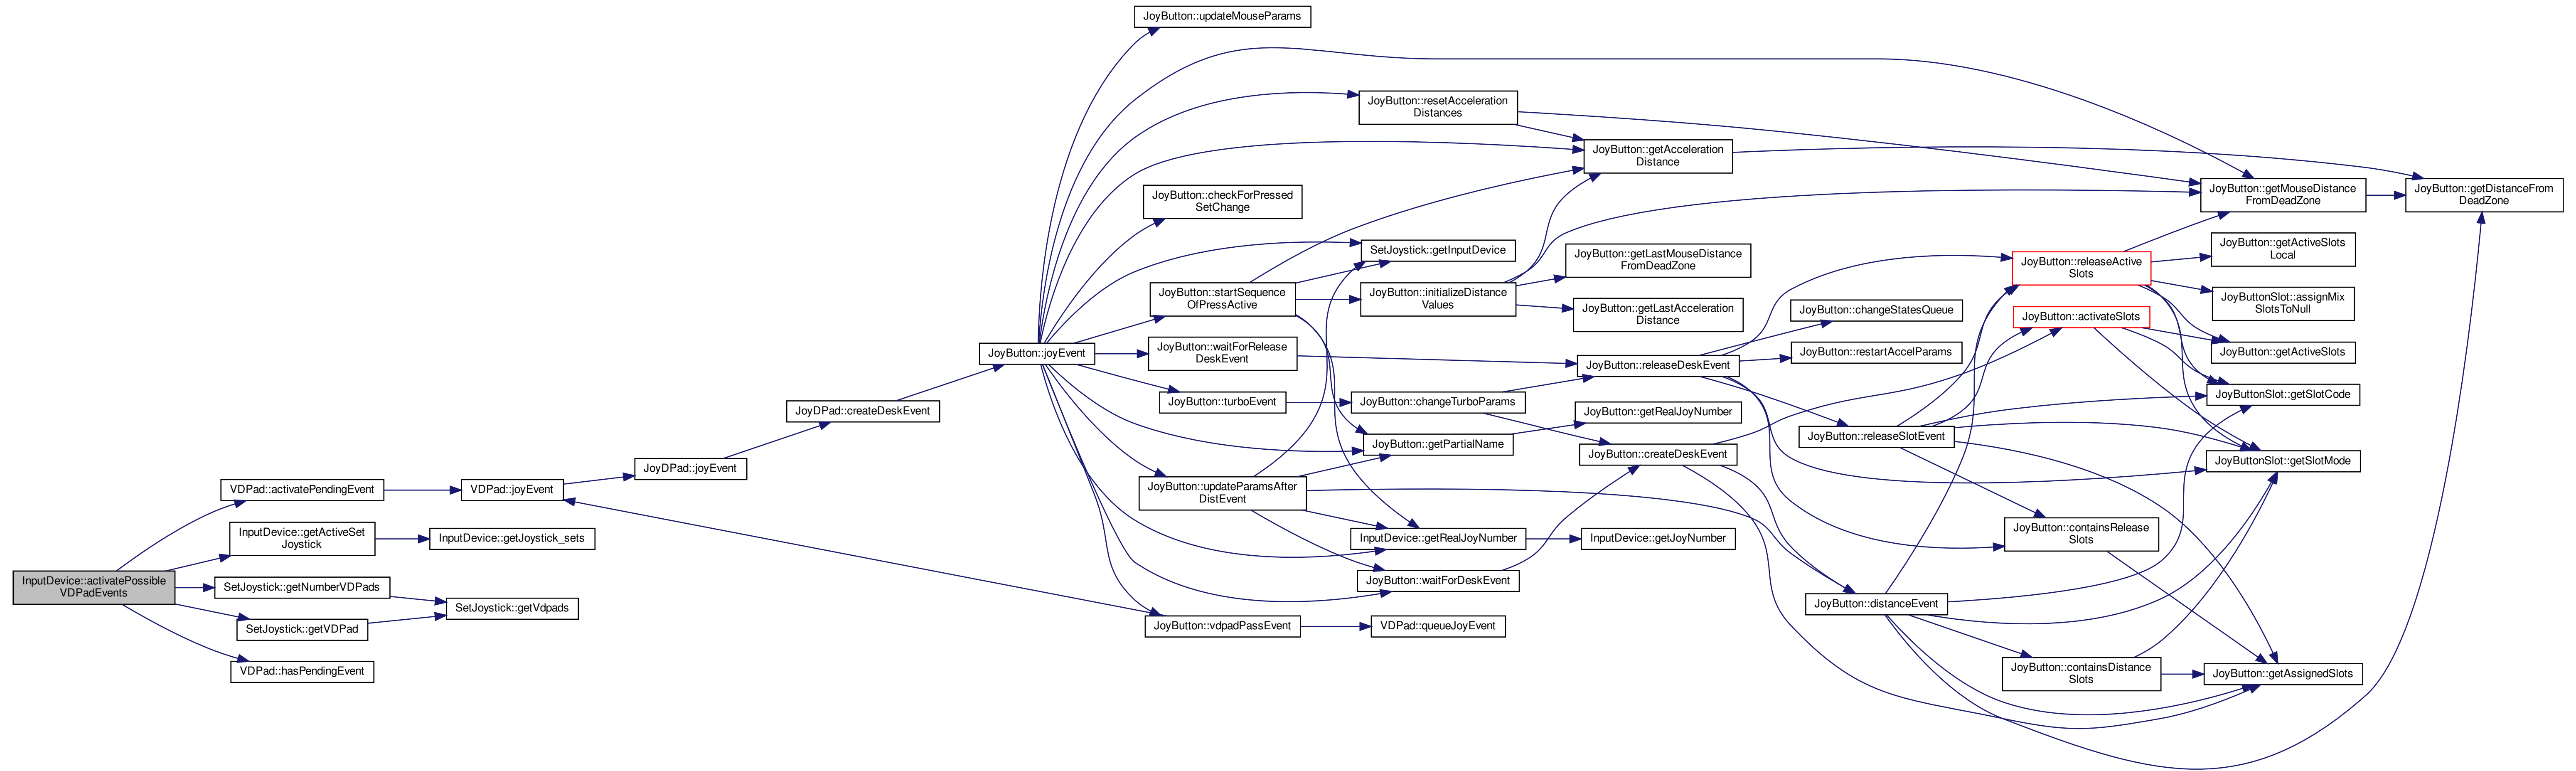 InputDevice::activatePossible
VDPadEvents
VDPad::activatePendingEvent
InputDevice::getActiveSet
Joystick
SetJoystick::getNumberVDPads
SetJoystick::getVDPad
VDPad::hasPendingEvent
VDPad::joyEvent
InputDevice::getJoystick_sets
SetJoystick::getVdpads
JoyDPad::joyEvent
JoyDPad::createDeskEvent
JoyButton::joyEvent
JoyButton::updateMouseParams
JoyButton::checkForPressed
SetChange
JoyButton::startSequence
OfPressActive
JoyButton::waitForRelease
DeskEvent
JoyButton::turboEvent
JoyButton::updateParamsAfter
DistEvent
JoyButton::vdpadPassEvent
JoyButton::resetAcceleration
Distances
SetJoystick::getInputDevice
JoyButton::initializeDistance
Values
JoyButton::changeTurboParams
JoyButton::getPartialName
InputDevice::getRealJoyNumber
JoyButton::waitForDeskEvent
VDPad::queueJoyEvent
JoyButton::getAcceleration
Distance
JoyButton::getLastMouseDistance
FromDeadZone
JoyButton::getLastAcceleration
Distance
JoyButton::releaseDeskEvent
JoyButton::getRealJoyNumber
JoyButton::createDeskEvent
InputDevice::getJoyNumber
JoyButton::changeStatesQueue
JoyButton::restartAccelParams
JoyButton::releaseSlotEvent
JoyButton::distanceEvent
JoyButton::releaseActive
Slots
JoyButton::activateSlots
JoyButton::containsRelease
Slots
JoyButton::containsDistance
Slots
JoyButton::getMouseDistance
FromDeadZone
JoyButton::getActiveSlots
Local
JoyButtonSlot::assignMix
SlotsToNull
JoyButton::getActiveSlots
JoyButtonSlot::getSlotCode
JoyButtonSlot::getSlotMode
JoyButton::getAssignedSlots
JoyButton::getDistanceFrom
DeadZone